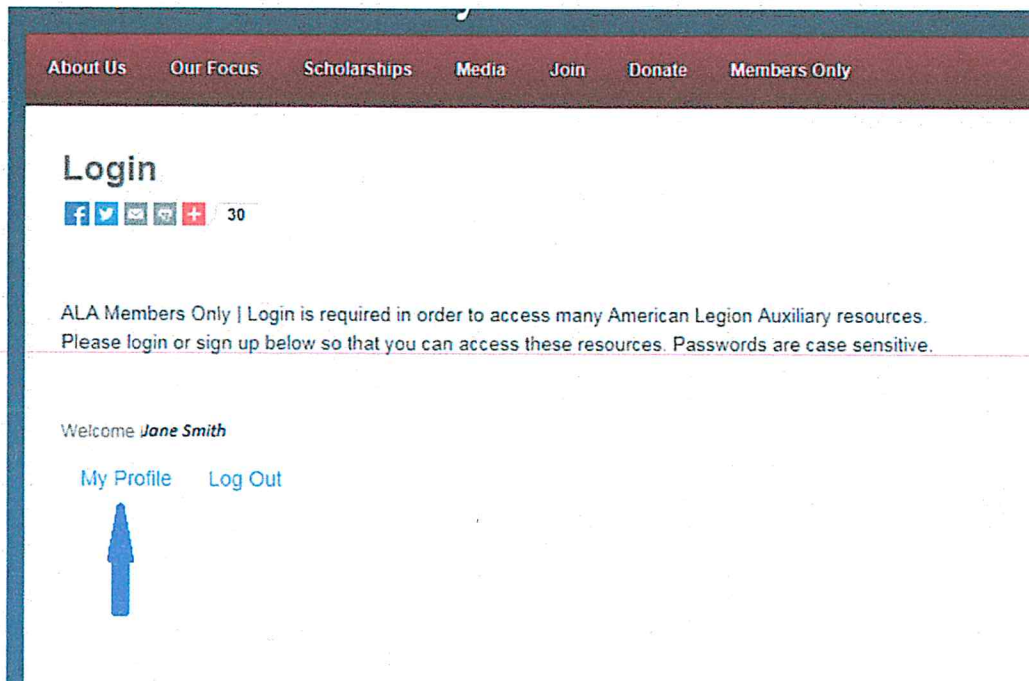 About Us Our Focus Scholarships Media Join Donate Members Only
Login
30
ALA Members Only | Login is required in order to access many American Legion Auxiliary resources.
Please login or sign up below so that you can access these resources. Passwords are case sensitive.
Welcome Jane Smith
My Profile Log Out